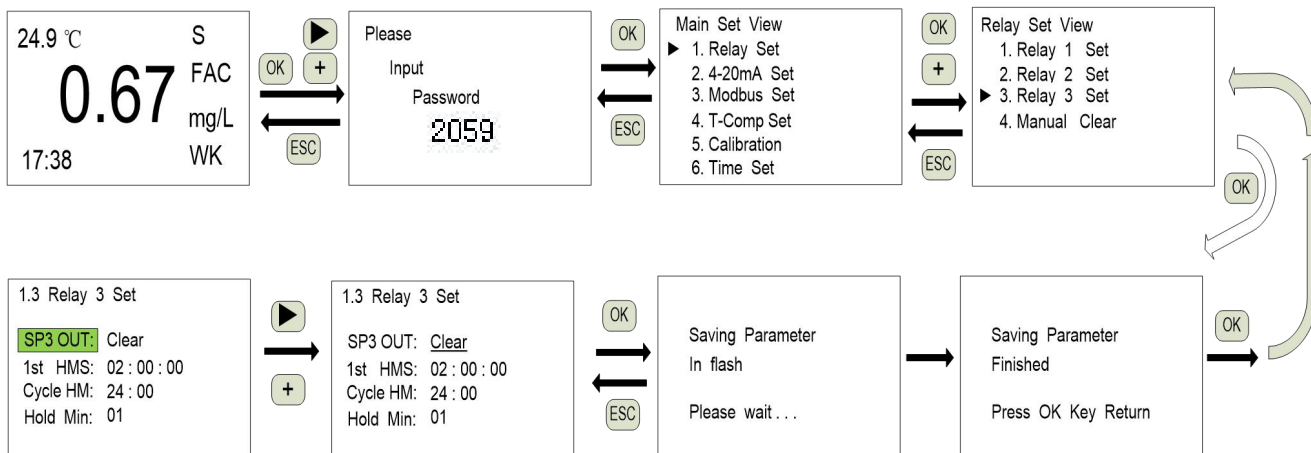 24.9 ℃ S
0.67 FAC
mg/L
17:38 WK
OK +
ESC
Please
Input
Password
2059
OK
ESC
Main Set View
1. Relay Set
2. 4-20mA Set
3. Modbus Set
4. T-Comp Set
5. Calibration
6. Time Set
OK
+
ESC
Relay Set View
1. Relay 1 Set
2. Relay 2 Set
3. Relay 3 Set
4. Manual Clear
OK
1.3 Relay 3 Set
SP3 OUT: Clear
1st HMS: 02 : 00 : 00
Cycle HM: 24 : 00
Hold Min: 01
+
1.3 Relay 3 Set
SP3 OUT: Clear
1st HMS: 02 : 00 : 00
Cycle HM: 24 : 00
Hold Min: 01
OK
ESC
Saving Parameter
In flash
Please wait . . .
Saving Parameter
Finished
Press OK Key Return
OK